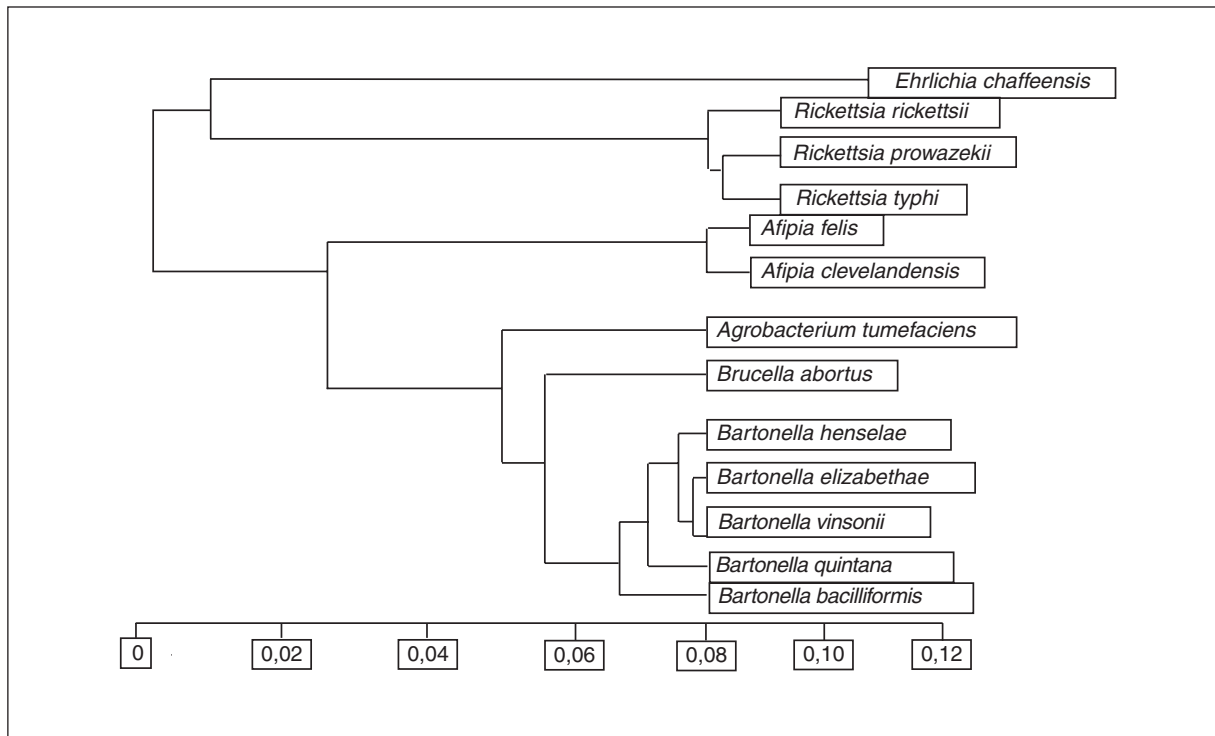 Ehrlichia chaffeensis
Rickettsia rickettsii
Rickettsia prowazekii
Rickettsia typhi
Afipia felis
Afipia clevelandensis
Agrobacterium tumefaciens
Brucella abortus
Bartonella henselae
Bartonella elizabethae
Bartonella vinsonii
Bartonella quintana
Bartonella bacilliformis
0 0,02 0,04 0,06 0,08 0,10 0,12